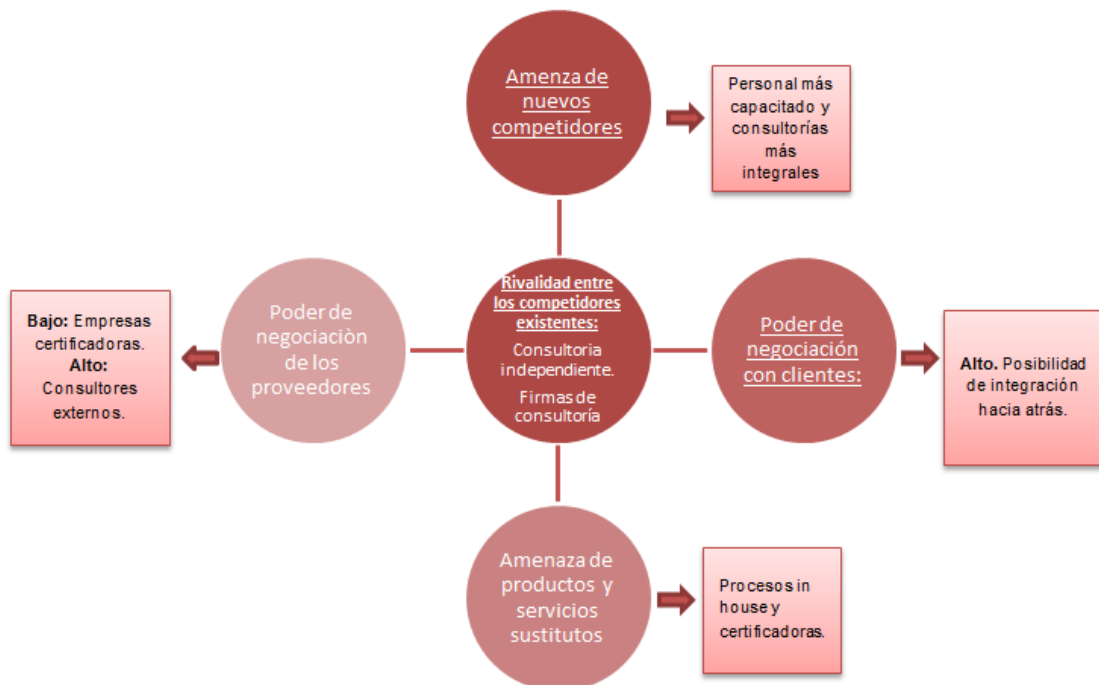 Amenza de
nuevos
competidores
Personal más
capacitado y
consultorías
más
integrales
Bajo: Empresas
certificadoras.
Alto:
Consultores
externos.
Poder de
negociaciòn
de los
proveedores
Rivalidad entre
los competidores
existentes:
Consultoria
independiente.
Firmas de
consultoría
Poder de
negociación
con clientes:
Alto. Posibilidad
de integración
hacia atrás.
Amenaza de
productos y
servicios
sustitutos
Procesos in
house y
certificadoras.